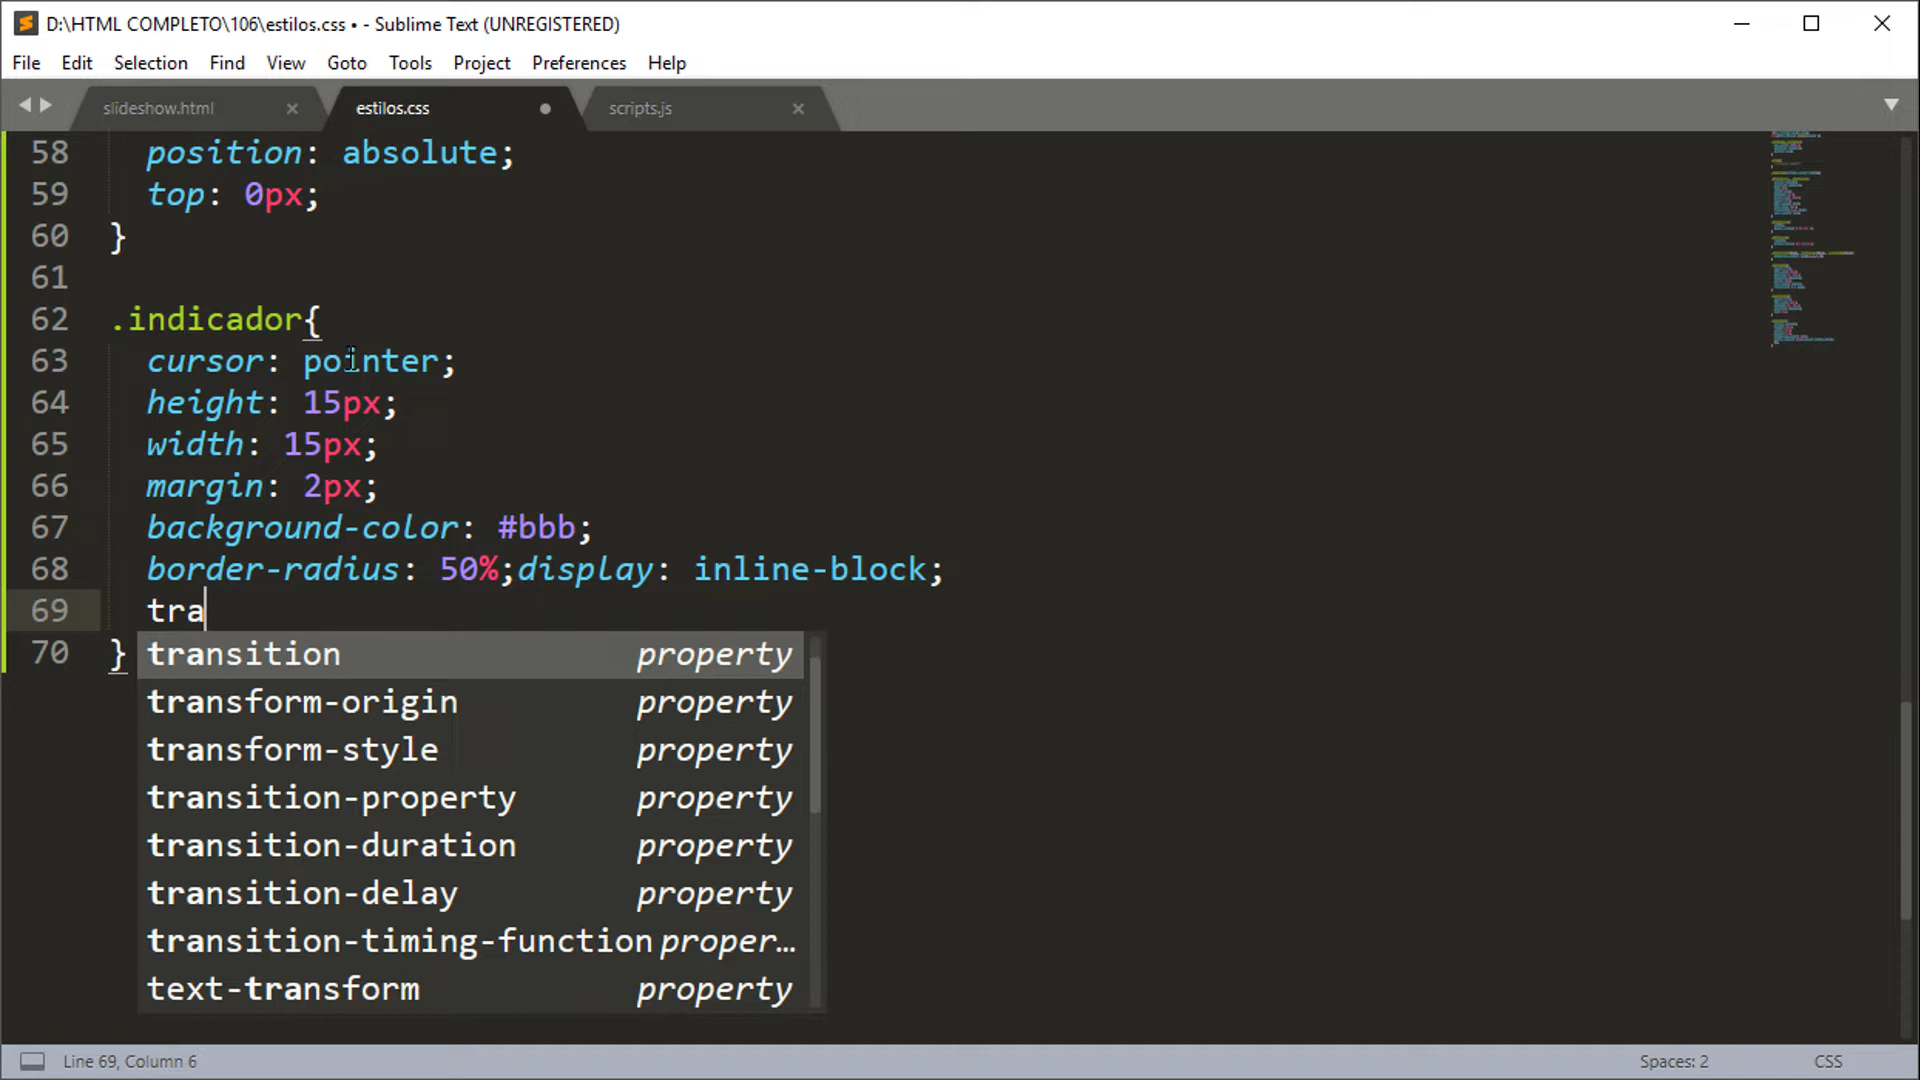 D:\HTML COMPLETO\106\estilos.css • - Sublime Text (UNREGISTERED)
File Edit Selection Find View Goto Tools Project Preferences Help
slideshow.html estilos.css scripts.js
58 position: absolute;
59 top: 0px;
60 }
61
62 .indicador{
63 cursor: pointer;
64 height: 15px;
65 width: 15px;
66 margin: 2px;
67 background-color: #bbb;
68 border-radius: 50%;display: inline-block;
69 tra
70 }
transition property
transform-origin property
transform-style property
transition-property property
transition-duration property
transition-delay property
transition-timing-function proper…
text-transform property
Line 69, Column 6 Spaces: 2 CSS